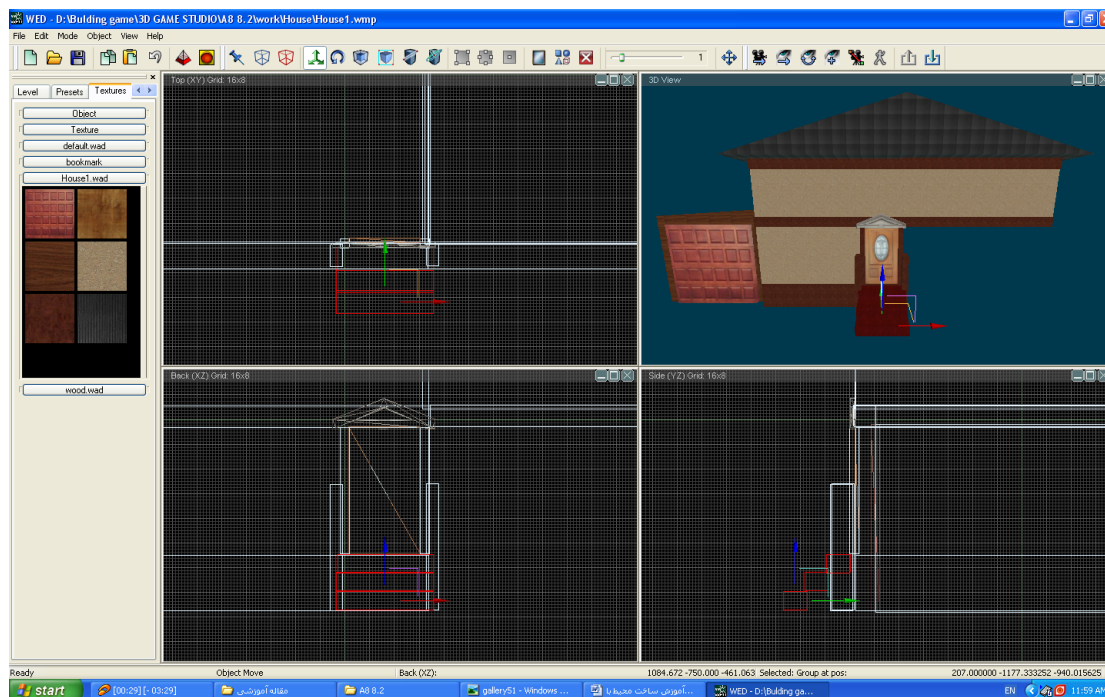 WED - D:\Bulding game\3D GAME STUDIO\A8 8.2\work\House\House1.wmp
File Edit Mode Object View Help
1
Level Presets Textures
Object
Texture
default.wad
bookmark
House1.wad
wood.wad
Top (XY) Grid: 16x8
3D View
Back (XZ) Grid: 16x8
Side (YZ) Grid: 16x8
Ready Object Move Back (XZ): 1084.672 -750.000 -461.063 Selected: Group at pos: 207.000000 -1177.333252 -940.015625
start [00:29][-03:29] مقاله آموزشی A8 8.2 gallery51 - Windows ... آموزش ساخت محیط با... WED - D:\Bulding ga... EN 11:59 AM